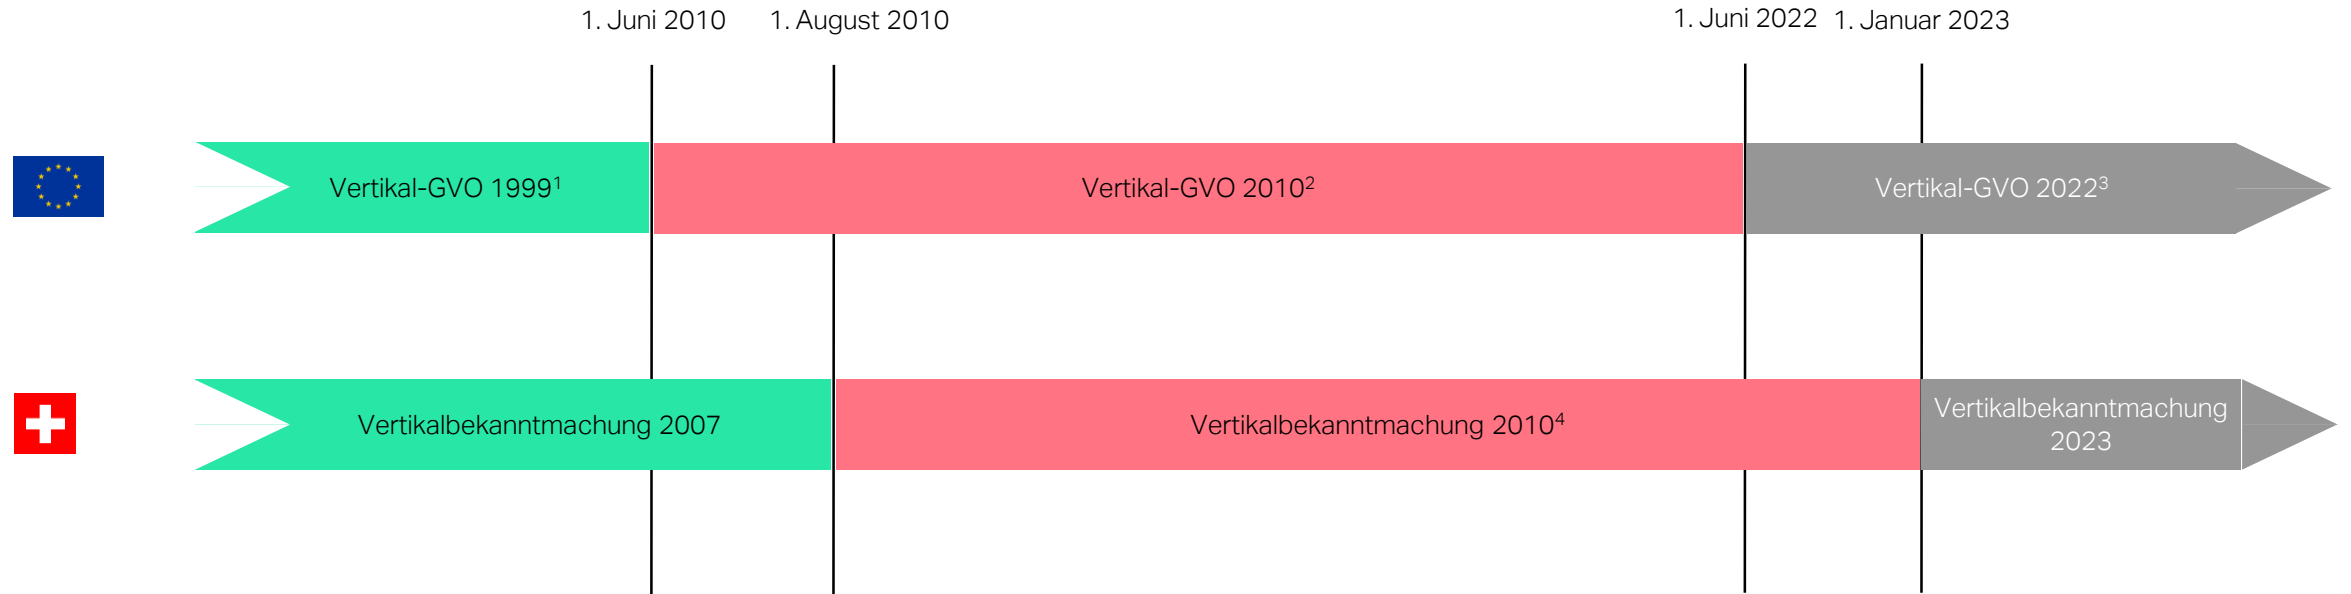 1. Juni 2010
1. August 2010
1. Juni 2022
1. Januar 2023
Vertikal-GVO 1999¹
Vertikal-GVO 2010²
Vertikal-GVO 2022³
Vertikalbekanntmachung 2007
Vertikalbekanntmachung 2010⁴
Vertikalbekanntmachung
2023